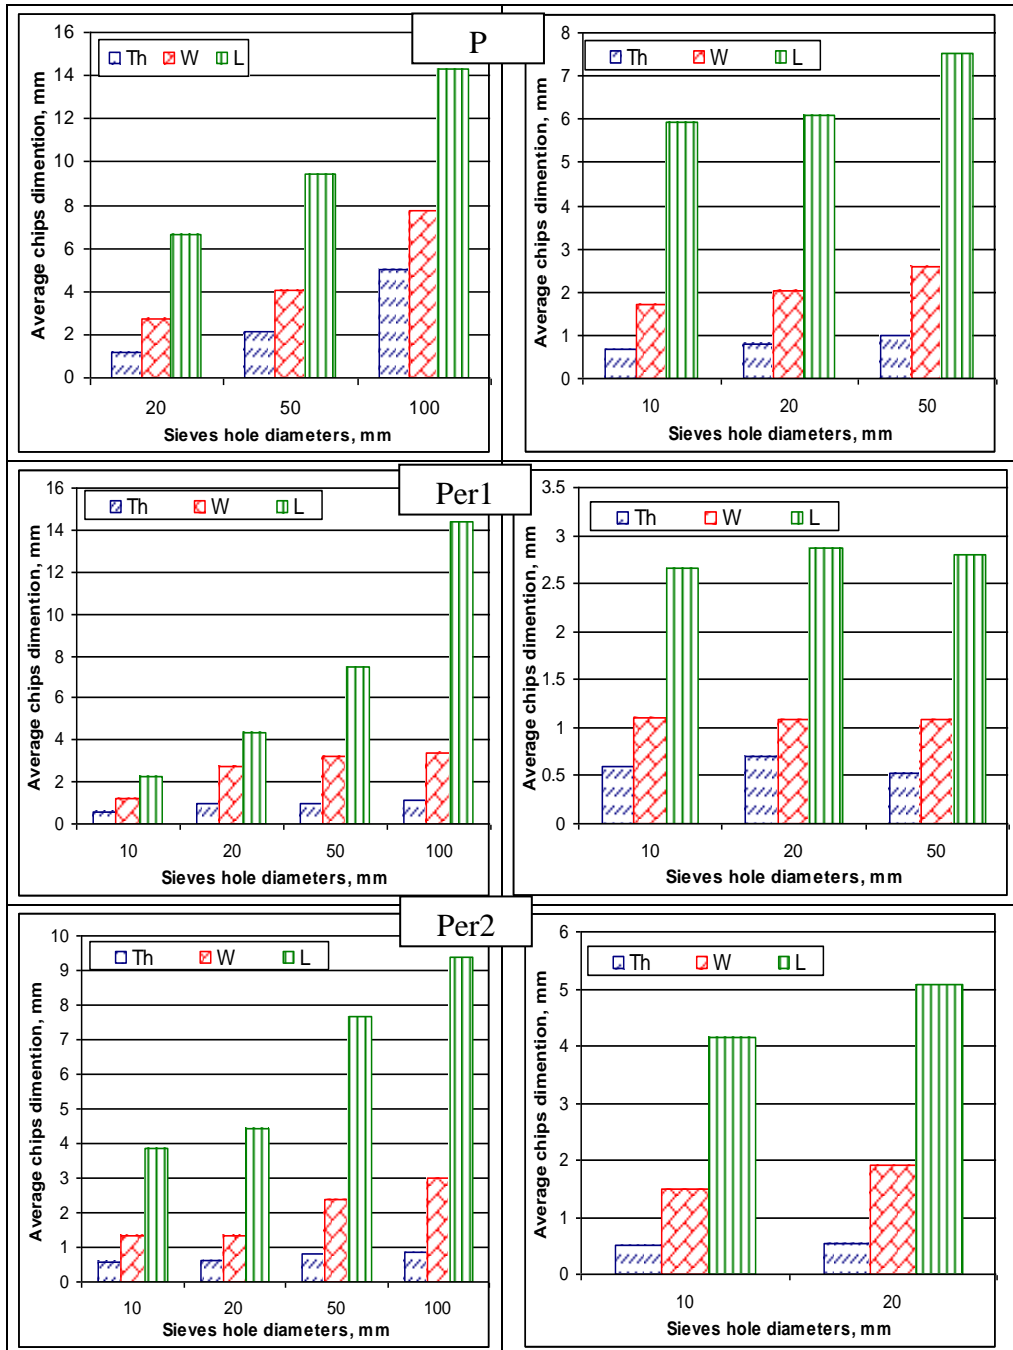 P
16
14
12
10
8
6
4
2
0
Average chips dimention, mm
Th W L
20 50 100
Sieves hole diameters, mm
8
7
6
5
4
3
2
1
0
Average chips dimention, mm
Th W L
10 20 50
Sieves hole diameters, mm
Per1
16
14
12
10
8
6
4
2
0
Average chips dimention, mm
Th W L
10 20 50 100
Sieves hole diameters, mm
3.5
3
2.5
2
1.5
1
0.5
0
Average chips dimention, mm
Th W L
10 20 50
Sieves hole diameters, mm
Per2
10
9
8
7
6
5
4
3
2
1
0
Average chips dimention, mm
Th W L
10 20 50 100
Sieves hole diameters, mm
6
5
4
3
2
1
0
Average chips dimention, mm
Th W L
10 20
Sieves hole diameters, mm